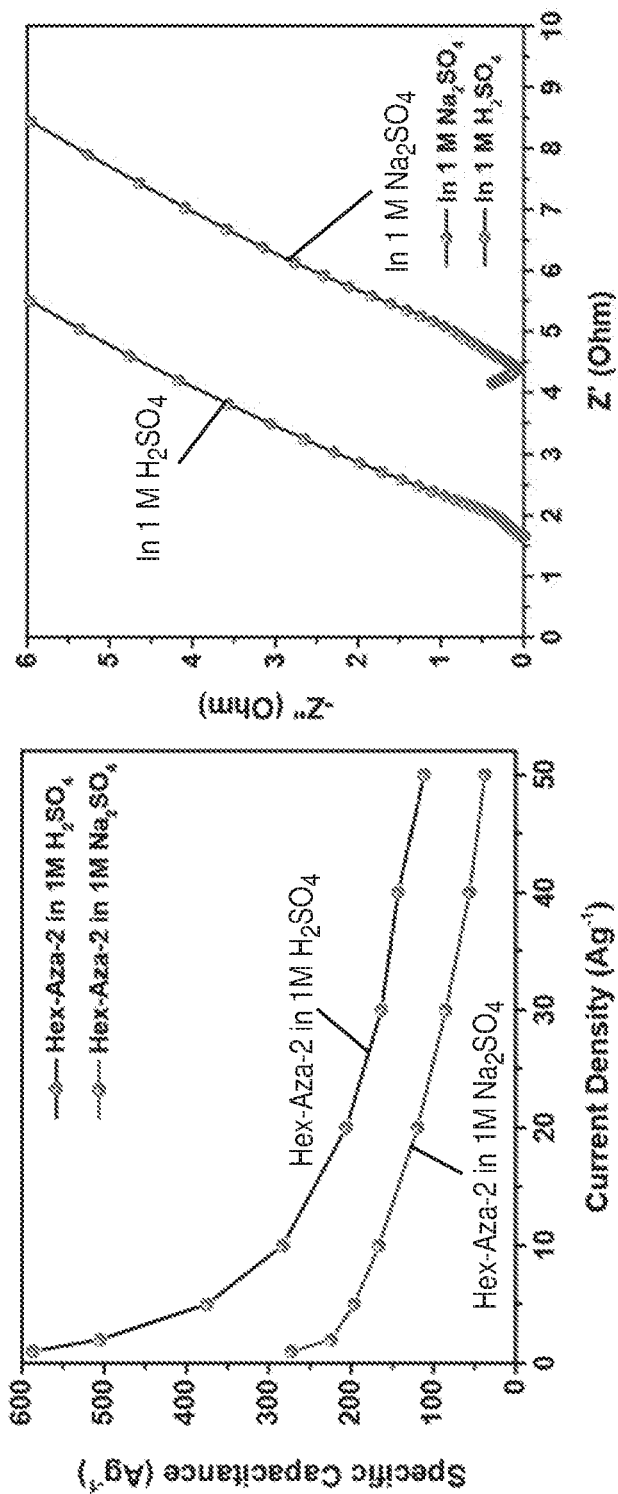 Specific Capacitance (Ag⁻¹)
600
500
400
300
200
100
0
Hex-Aza-2 in 1M H₂SO₄
Hex-Aza-2 in 1M Na₂SO₄
Hex-Aza-2 in 1M H₂SO₄
Hex-Aza-2 in 1M Na₂SO₄
0 10 20 30 40 50
Current Density (Ag⁻¹)
-Z" (Ohm)
6
5
4
3
2
1
0
In 1 M H₂SO₄
In 1 M Na₂SO₄
In 1 M Na₂SO₄
In 1 M H₂SO₄
0 1 2 3 4 5 6 7 8 9 10
Z' (Ohm)